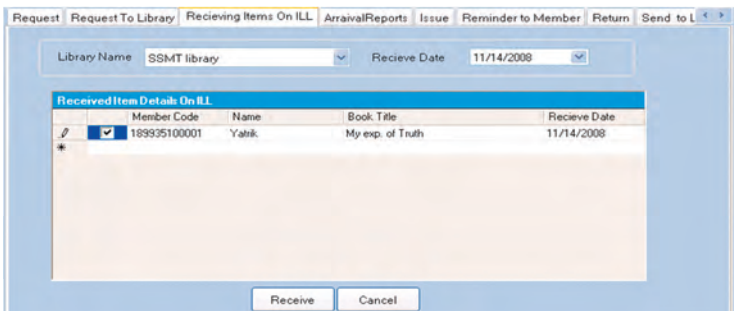 Request Request To Library Recieving Items On ILL ArraivalReports Issue Reminder to Member Return Send to L
Library Name SSMT library Recieve Date 11/14/2008
Received Item Details On ILL
Member Code Name Book Title Recieve Date
189935100001 Yatrik My exp. of Truth 11/14/2008
Receive Cancel